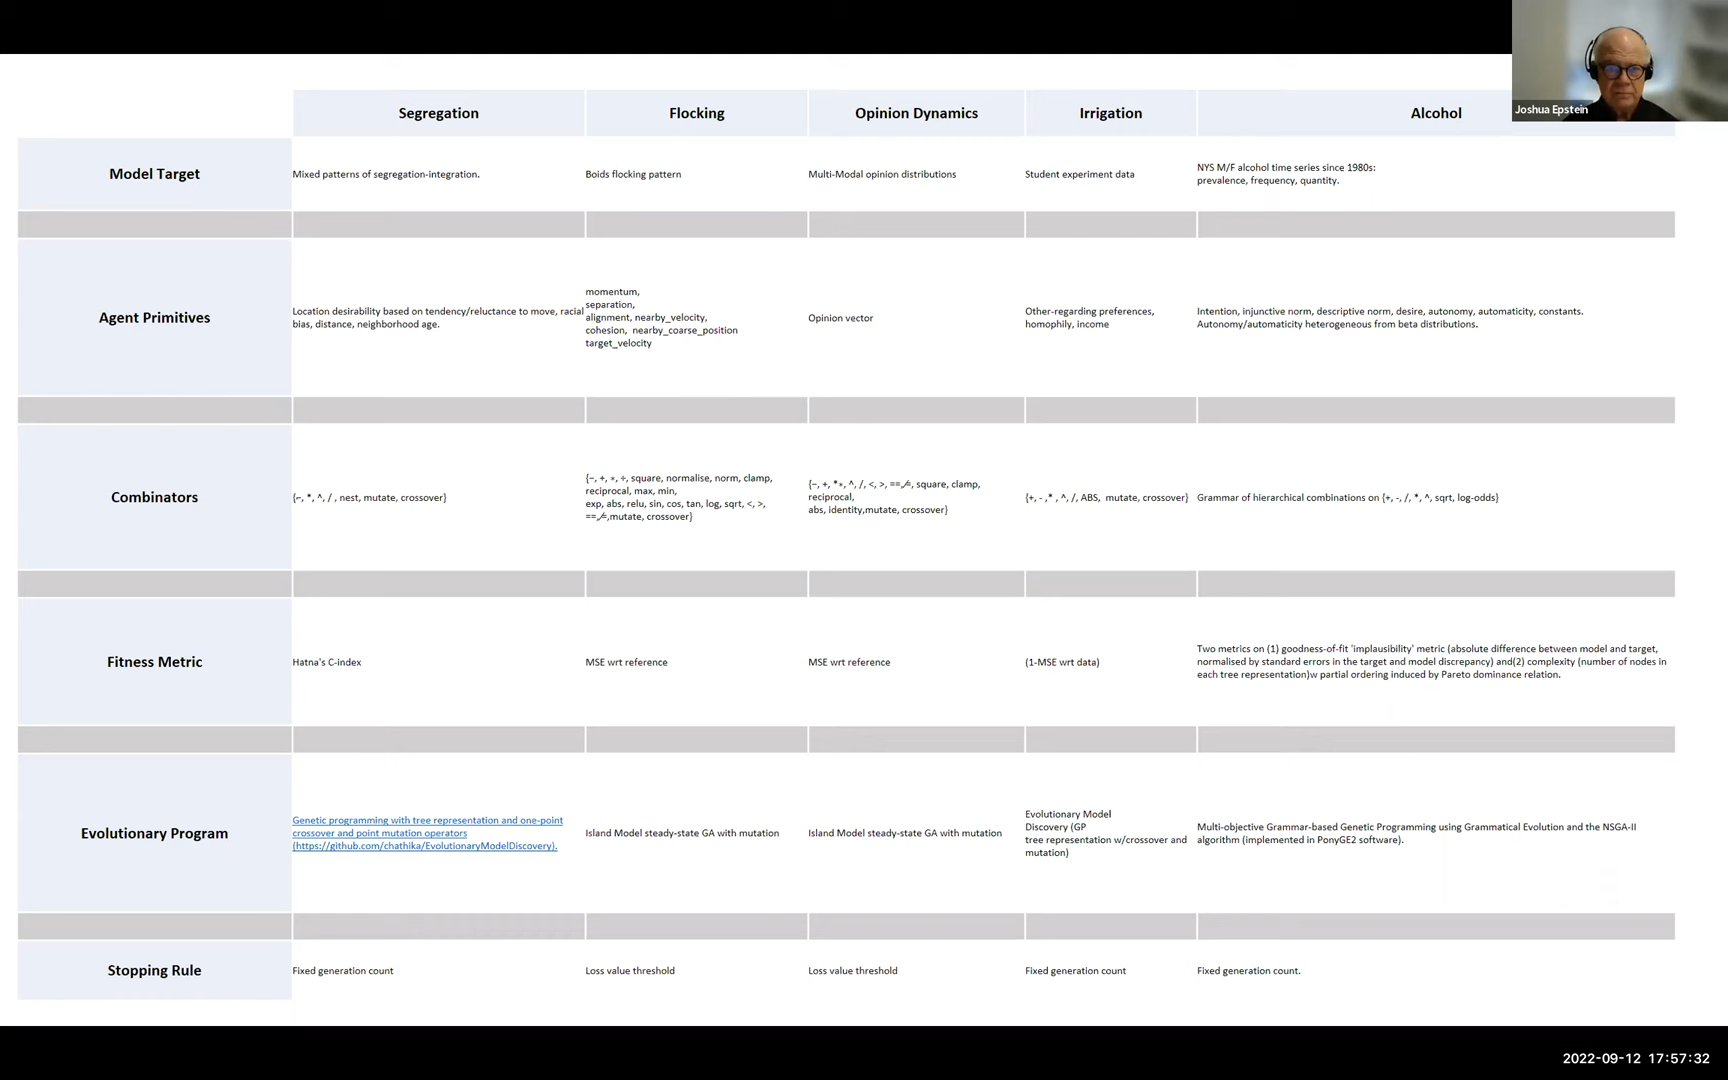 Joshua Epstein
Segregation
Flocking
Opinion Dynamics
Irrigation
Alcohol
Model Target
Mixed patterns of segregation-integration.
Boids flocking pattern
Multi-Modal opinion distributions
Student experiment data
NYS M/F alcohol time series since 1980s:
prevalence, frequency, quantity.
Agent Primitives
Location desirability based on tendency/reluctance to move, racial
bias, distance, neighborhood age.
momentum,
separation,
alignment, nearby_velocity,
cohesion, nearby_coarse_position
target_velocity
Opinion vector
Other-regarding preferences,
homophily, income
Intention, injunctive norm, descriptive norm, desire, autonomy, automaticity, constants.
Autonomy/automaticity heterogeneous from beta distributions.
Combinators
{-, *, ^, / , nest, mutate, crossover}
{−, +, ∗, ÷, square, normalise, norm, clamp,
reciprocal, max, min,
exp, abs, relu, sin, cos, tan, log, sqrt, <, >,
==,≠,mutate, crossover}
{−, +, *∗, ^, /, <, >, ==,≠, square, clamp,
reciprocal,
abs, identity,mutate, crossover}
{+, - ,* , ^, /, ABS, mutate, crossover}
Grammar of hierarchical combinations on {+, -, /, *, ^, sqrt, log-odds}
Fitness Metric
Hatna's C-index
MSE wrt reference
MSE wrt reference
(1-MSE wrt data)
Two metrics on (1) goodness-of-fit 'implausibility' metric (absolute difference between model and target,
normalised by standard errors in the target and model discrepancy) and(2) complexity (number of nodes in
each tree representation)w partial ordering induced by Pareto dominance relation.
Evolutionary Program
Genetic programming with tree representation and one-point
crossover and point mutation operators
(https://github.com/chathika/EvolutionaryModelDiscovery).
Island Model steady-state GA with mutation
Island Model steady-state GA with mutation
Evolutionary Model
Discovery (GP
tree representation w/crossover and
mutation)
Multi-objective Grammar-based Genetic Programming using Grammatical Evolution and the NSGA-II
algorithm (implemented in PonyGE2 software).
Stopping Rule
Fixed generation count
Loss value threshold
Loss value threshold
Fixed generation count
Fixed generation count.
2022-09-12 17:57:32